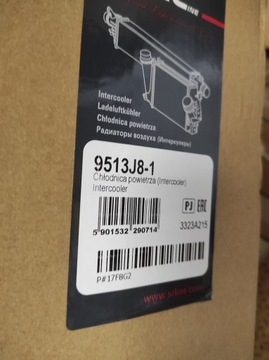 INE
Intercooler
Ladeluftkühler
Chłodnica powietrza
Радиаторы воздуха (Интеркулеры)
9513J8-1
Chłodnica powietrza (Intercooler)
Intercooler
PJ EAC
3323A215
5 901532 290714
P#17F8G2